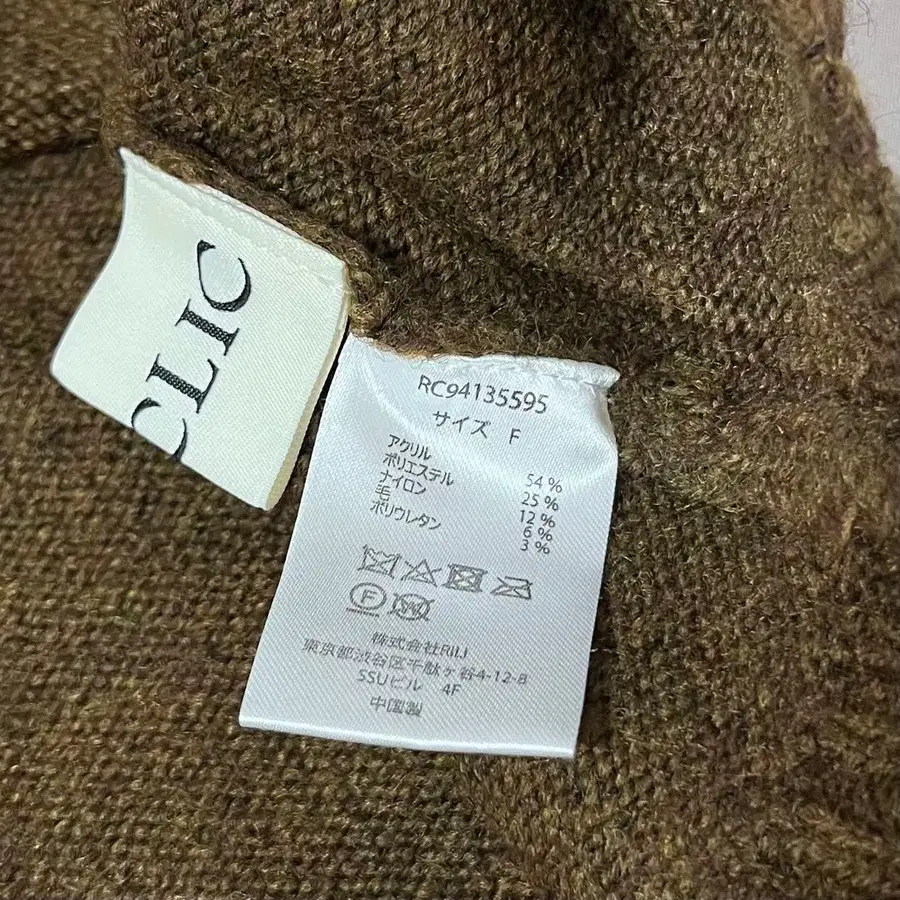 CLIC
RC94135595
サイズ F
アクリル 54%
ポリエステル 25%
ナイロン 12%
毛 6%
ポリウレタン 3%
F W
株式会社RILI
東京都渋谷区千駄ヶ谷4-12-8
SSUビル 4F
中国製